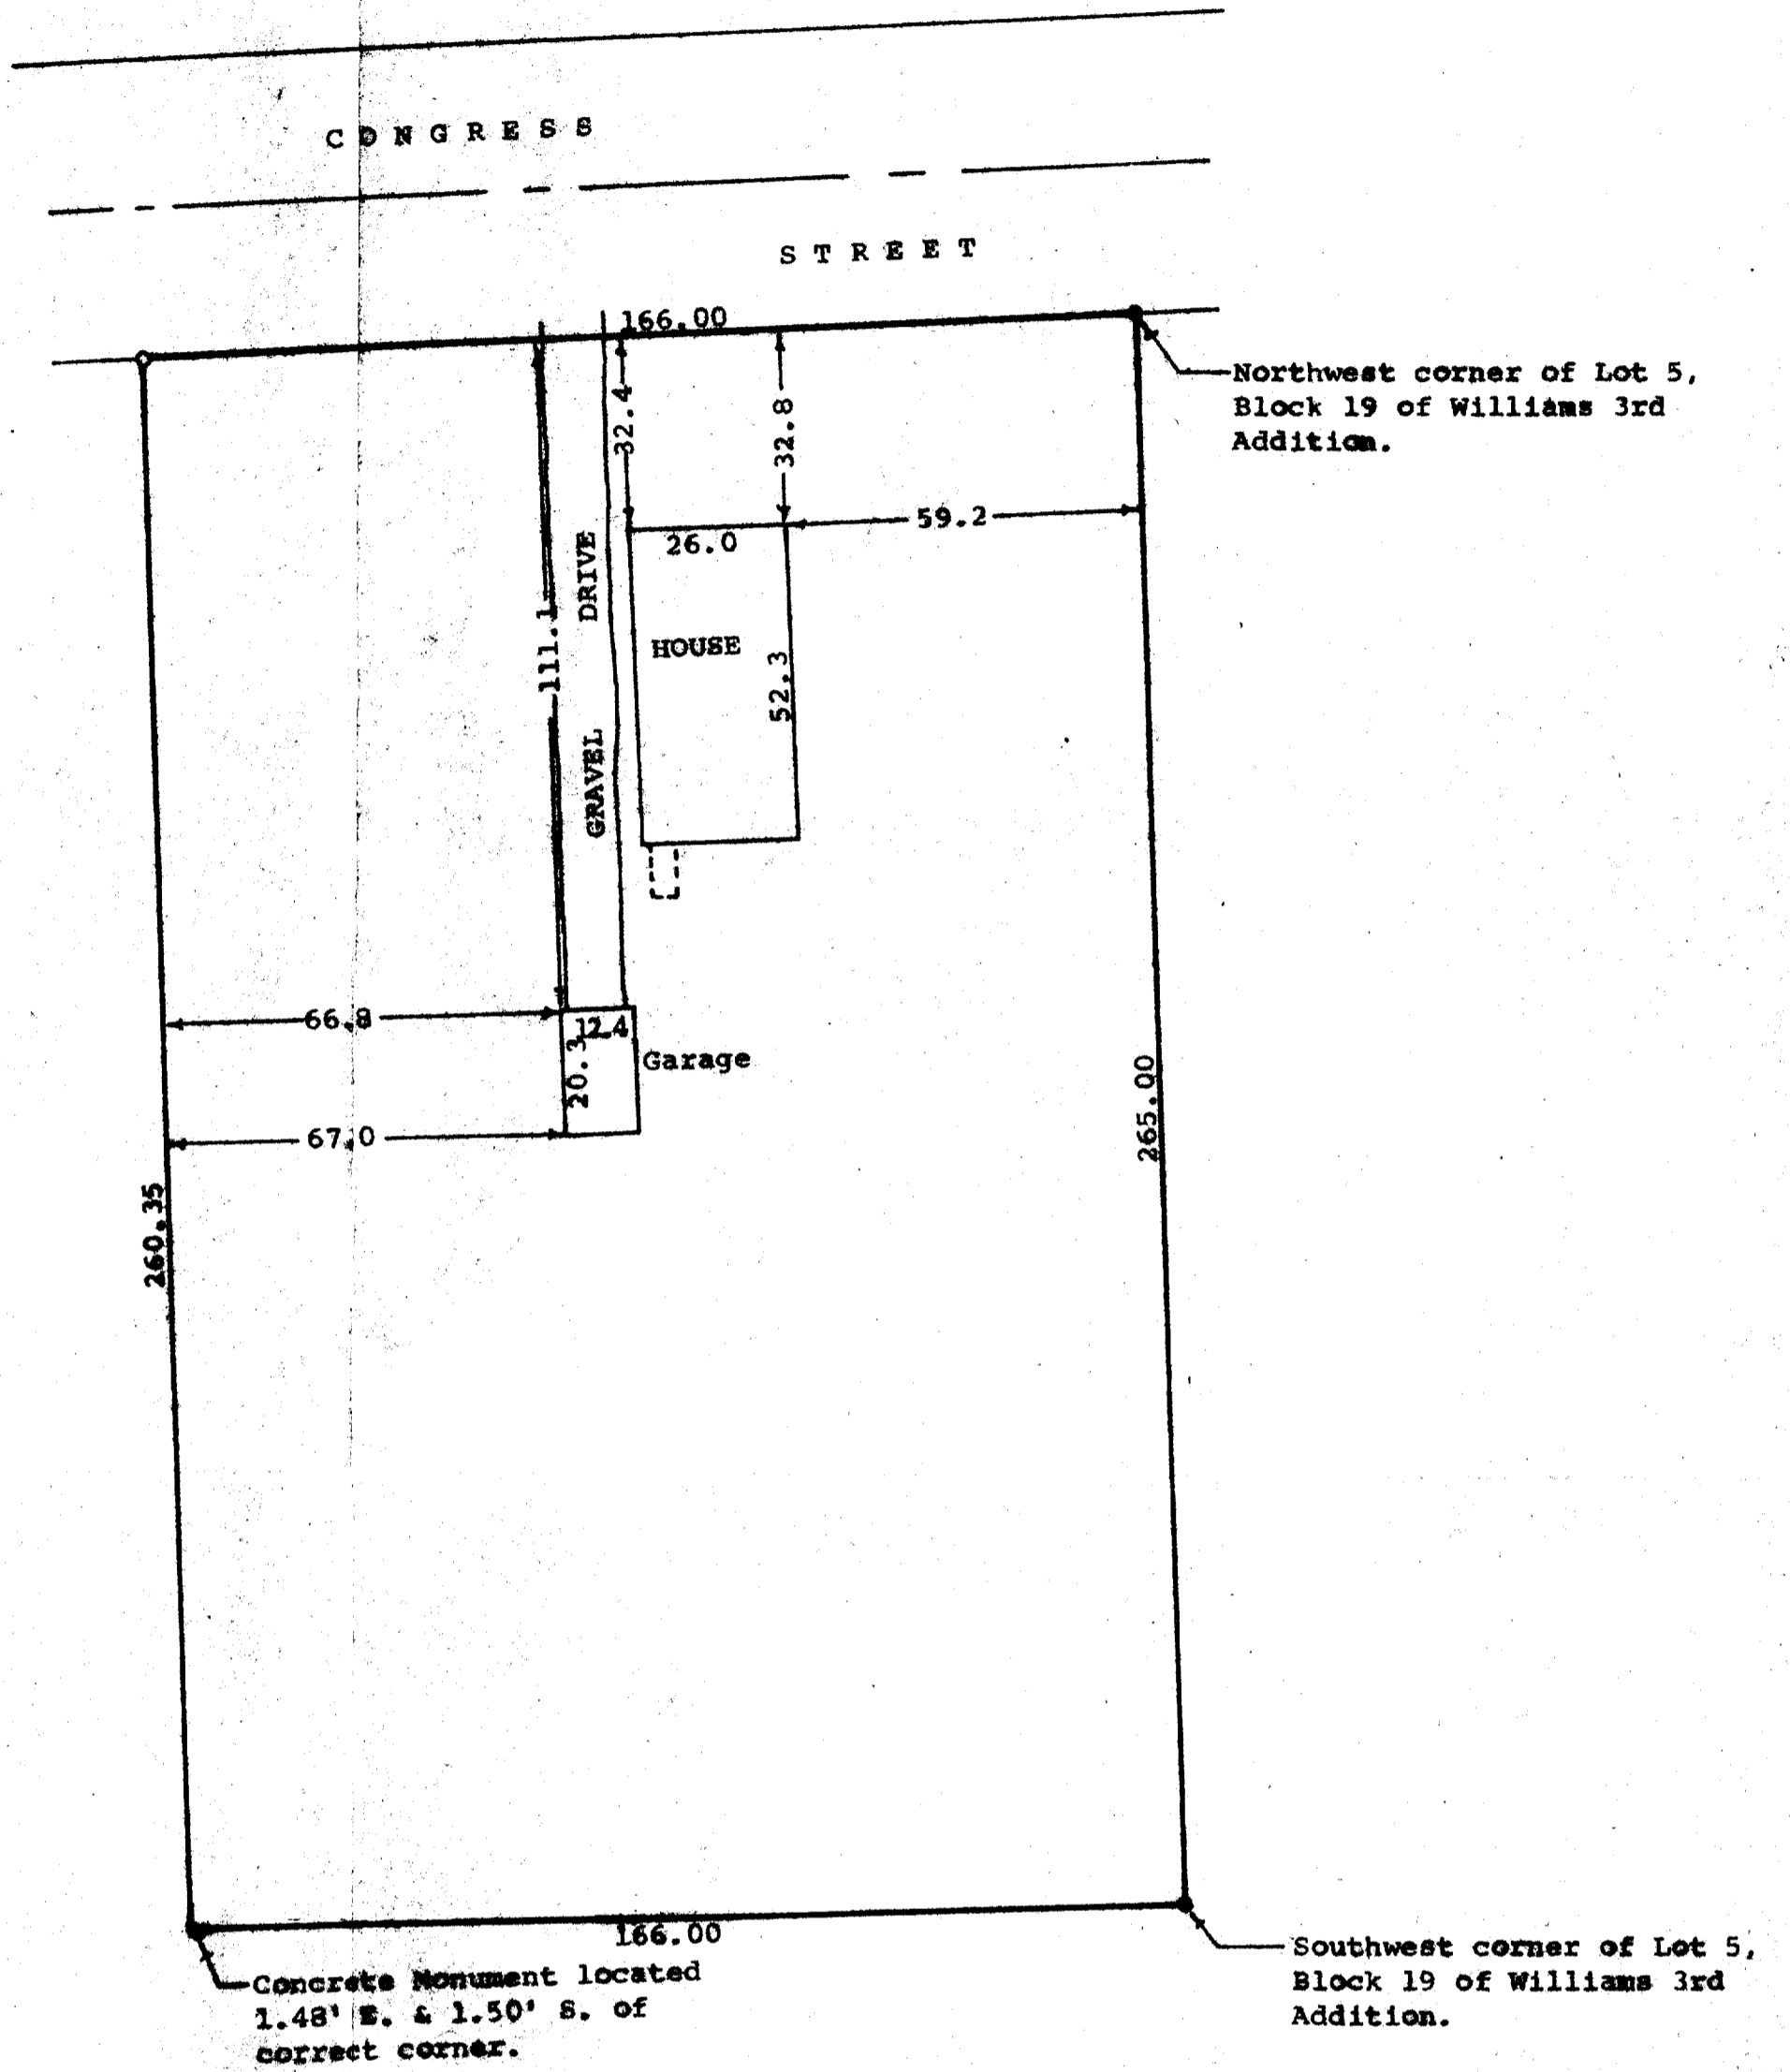 CONGRESS
STREET
166.00
Northwest corner of Lot 5,
Block 19 of Williams 3rd
Addition.
32.4
32.8
59.2
26.0
DRIVE
111.1
HOUSE
52.3
GRAVEL
66.8
12.4
20.3
Garage
67.0
265.00
260.35
166.00
Concrete Monument located
1.48' E. & 1.50' S. of
correct corner.
Southwest corner of Lot 5,
Block 19 of Williams 3rd
Addition.